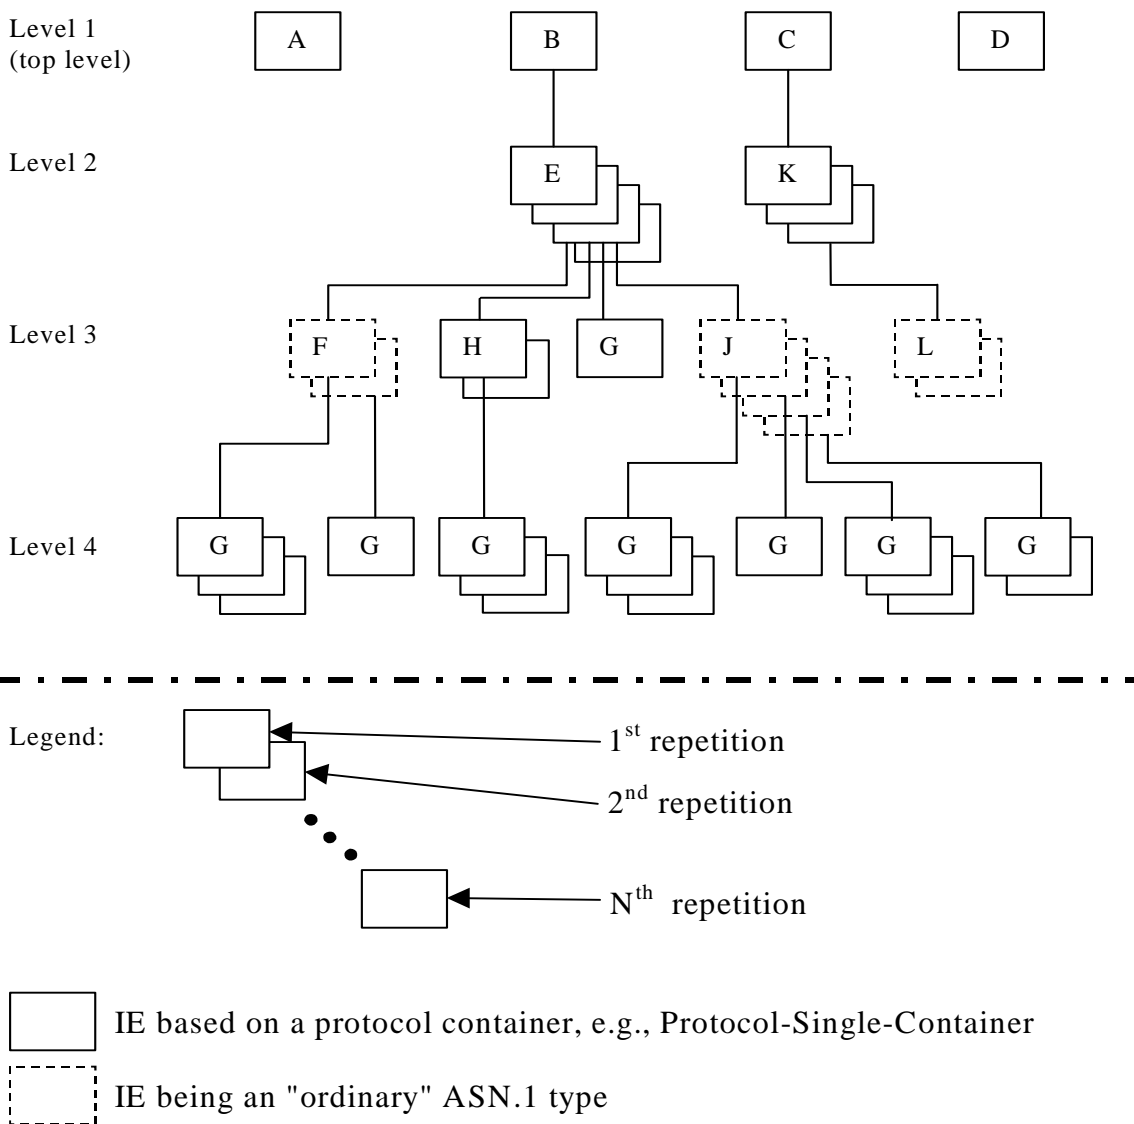 Level 1
(top level)
A B C D
Level 2
E K
Level 3
F H G J L
Level 4
G G G G G G G
Legend:
1st repetition
2nd repetition
Nth repetition
IE based on a protocol container, e.g., Protocol-Single-Container
IE being an "ordinary" ASN.1 type